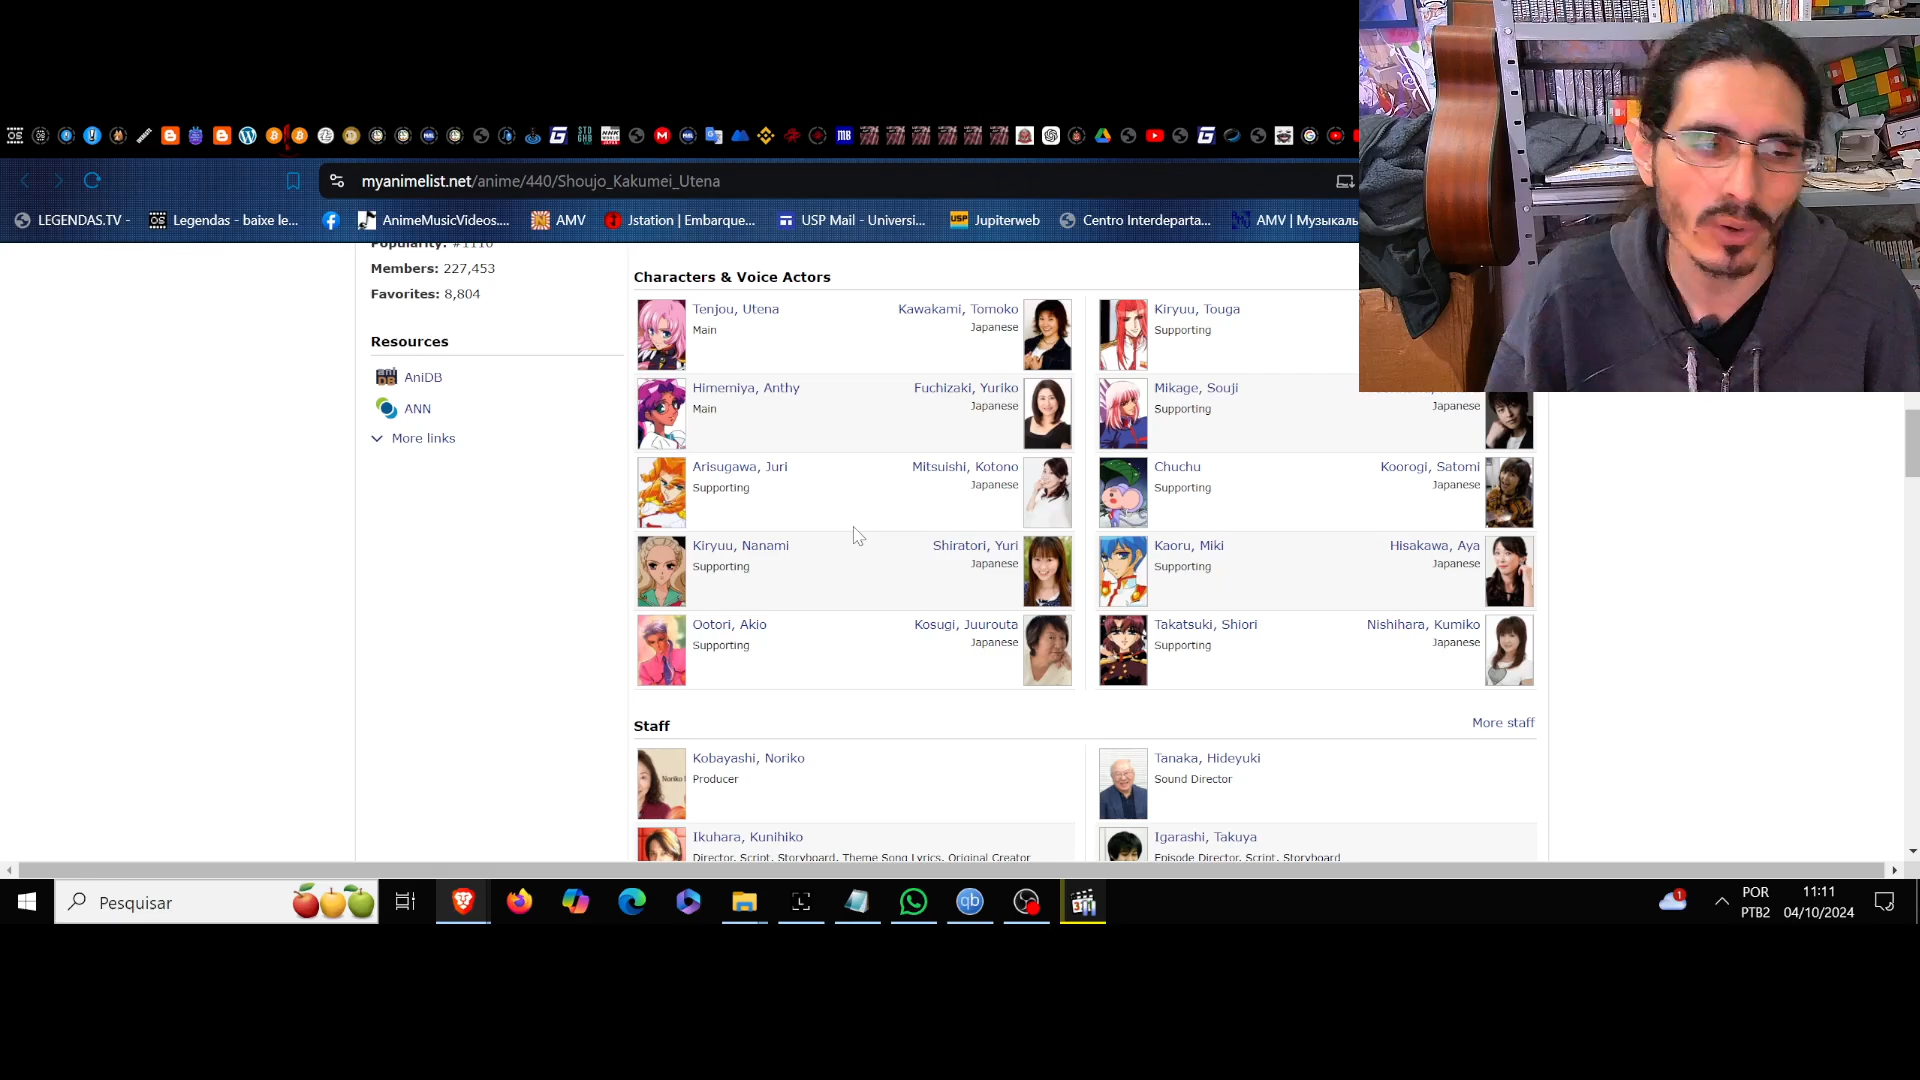 myanimelist.net/anime/440/Shoujo_Kakumei_Utena
LEGENDAS.TV -
Legendas - baixe le...
AnimeMusicVideos....
AMV
Jstation | Embarque...
USP Mail - Universi...
Jupiterweb
Centro Interdeparta...
AMV | Музыкаль
Popularity: #1110
Members: 227,453
Favorites: 8,804
Resources
AniDB
ANN
More links
Characters & Voice Actors
Tenjou, Utena
Main
Kawakami, Tomoko
Japanese
Kiryuu, Touga
Supporting
Himemiya, Anthy
Main
Fuchizaki, Yuriko
Japanese
Mikage, Souji
Supporting
Japanese
Arisugawa, Juri
Supporting
Mitsuishi, Kotono
Japanese
Chuchu
Supporting
Koorogi, Satomi
Japanese
Kiryuu, Nanami
Supporting
Shiratori, Yuri
Japanese
Kaoru, Miki
Supporting
Hisakawa, Aya
Japanese
Ootori, Akio
Supporting
Kosugi, Juurouta
Japanese
Takatsuki, Shiori
Supporting
Nishihara, Kumiko
Japanese
Staff
More staff
Kobayashi, Noriko
Producer
Tanaka, Hideyuki
Sound Director
Ikuhara, Kunihiko
Director, Script, Storyboard, Theme Song Lyrics, Original Creator
Igarashi, Takuya
Episode Director, Script, Storyboard
Pesquisar
POR
PTB2
11:11
04/10/2024